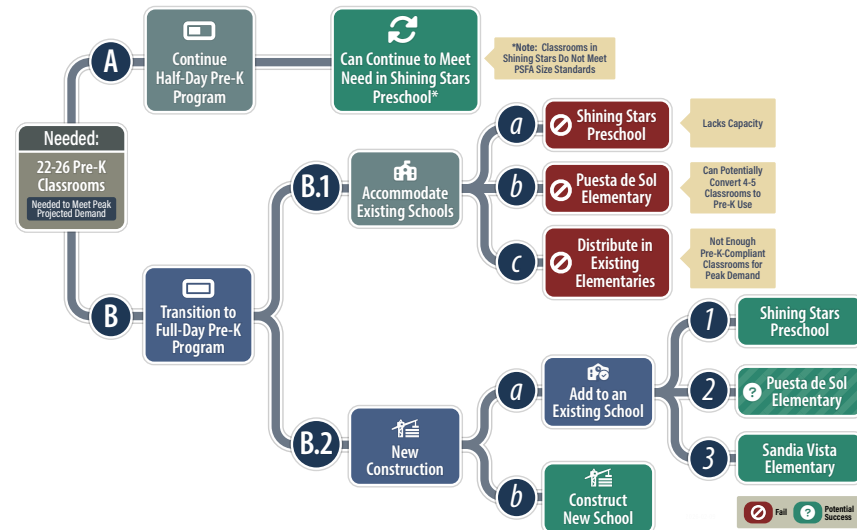 A
Continue
Half-Day Pre-K
Program
Can Continue to Meet
Need in Shining Stars
Preschool*
*Note: Classrooms in
Shining Stars Do Not Meet
PSFA Size Standards
Needed:
22-26 Pre-K
Classrooms
Needed to Meet Peak
Projected Demand
B
Transition to
Full-Day Pre-K
Program
B.1
Accommodate
Existing Schools
a
Shining Stars
Preschool
Lacks Capacity
b
Puesta de Sol
Elementary
Can Potentially
Convert 4-5
Classrooms to
Pre-K Use
c
Distribute in
Existing
Elementaries
Not Enough
Pre-K-Compliant
Classrooms for
Peak Demand
B.2
New
Construction
a
Add to an
Existing School
1
Shining Stars
Preschool
2
?
Puesta de Sol
Elementary
3
Sandia Vista
Elementary
b
Construct
New School
Fail
?
Potential
Success